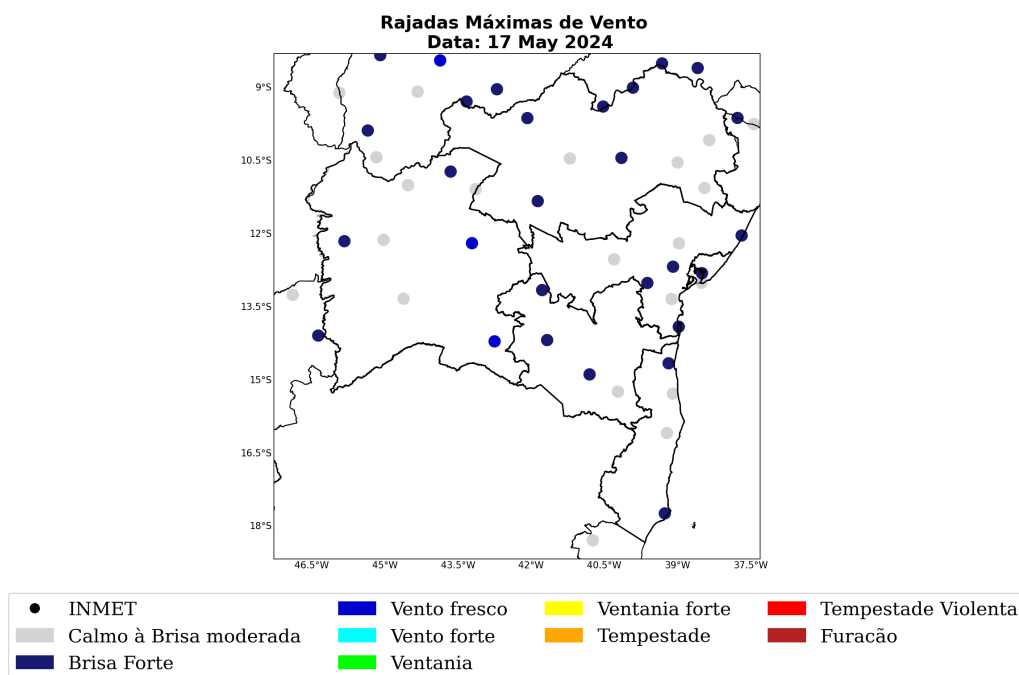 Rajadas Máximas de Vento
Data: 17 May 2024
9°S
10.5°S
12°S
13.5°S
15°S
16.5°S
18°S
46.5°W 45°W 43.5°W 42°W 40.5°W 39°W 37.5°W
INMET Vento fresco Ventania forte Tempestade Violenta
Calmo à Brisa moderada Vento forte Tempestade Furacão
Brisa Forte Ventania